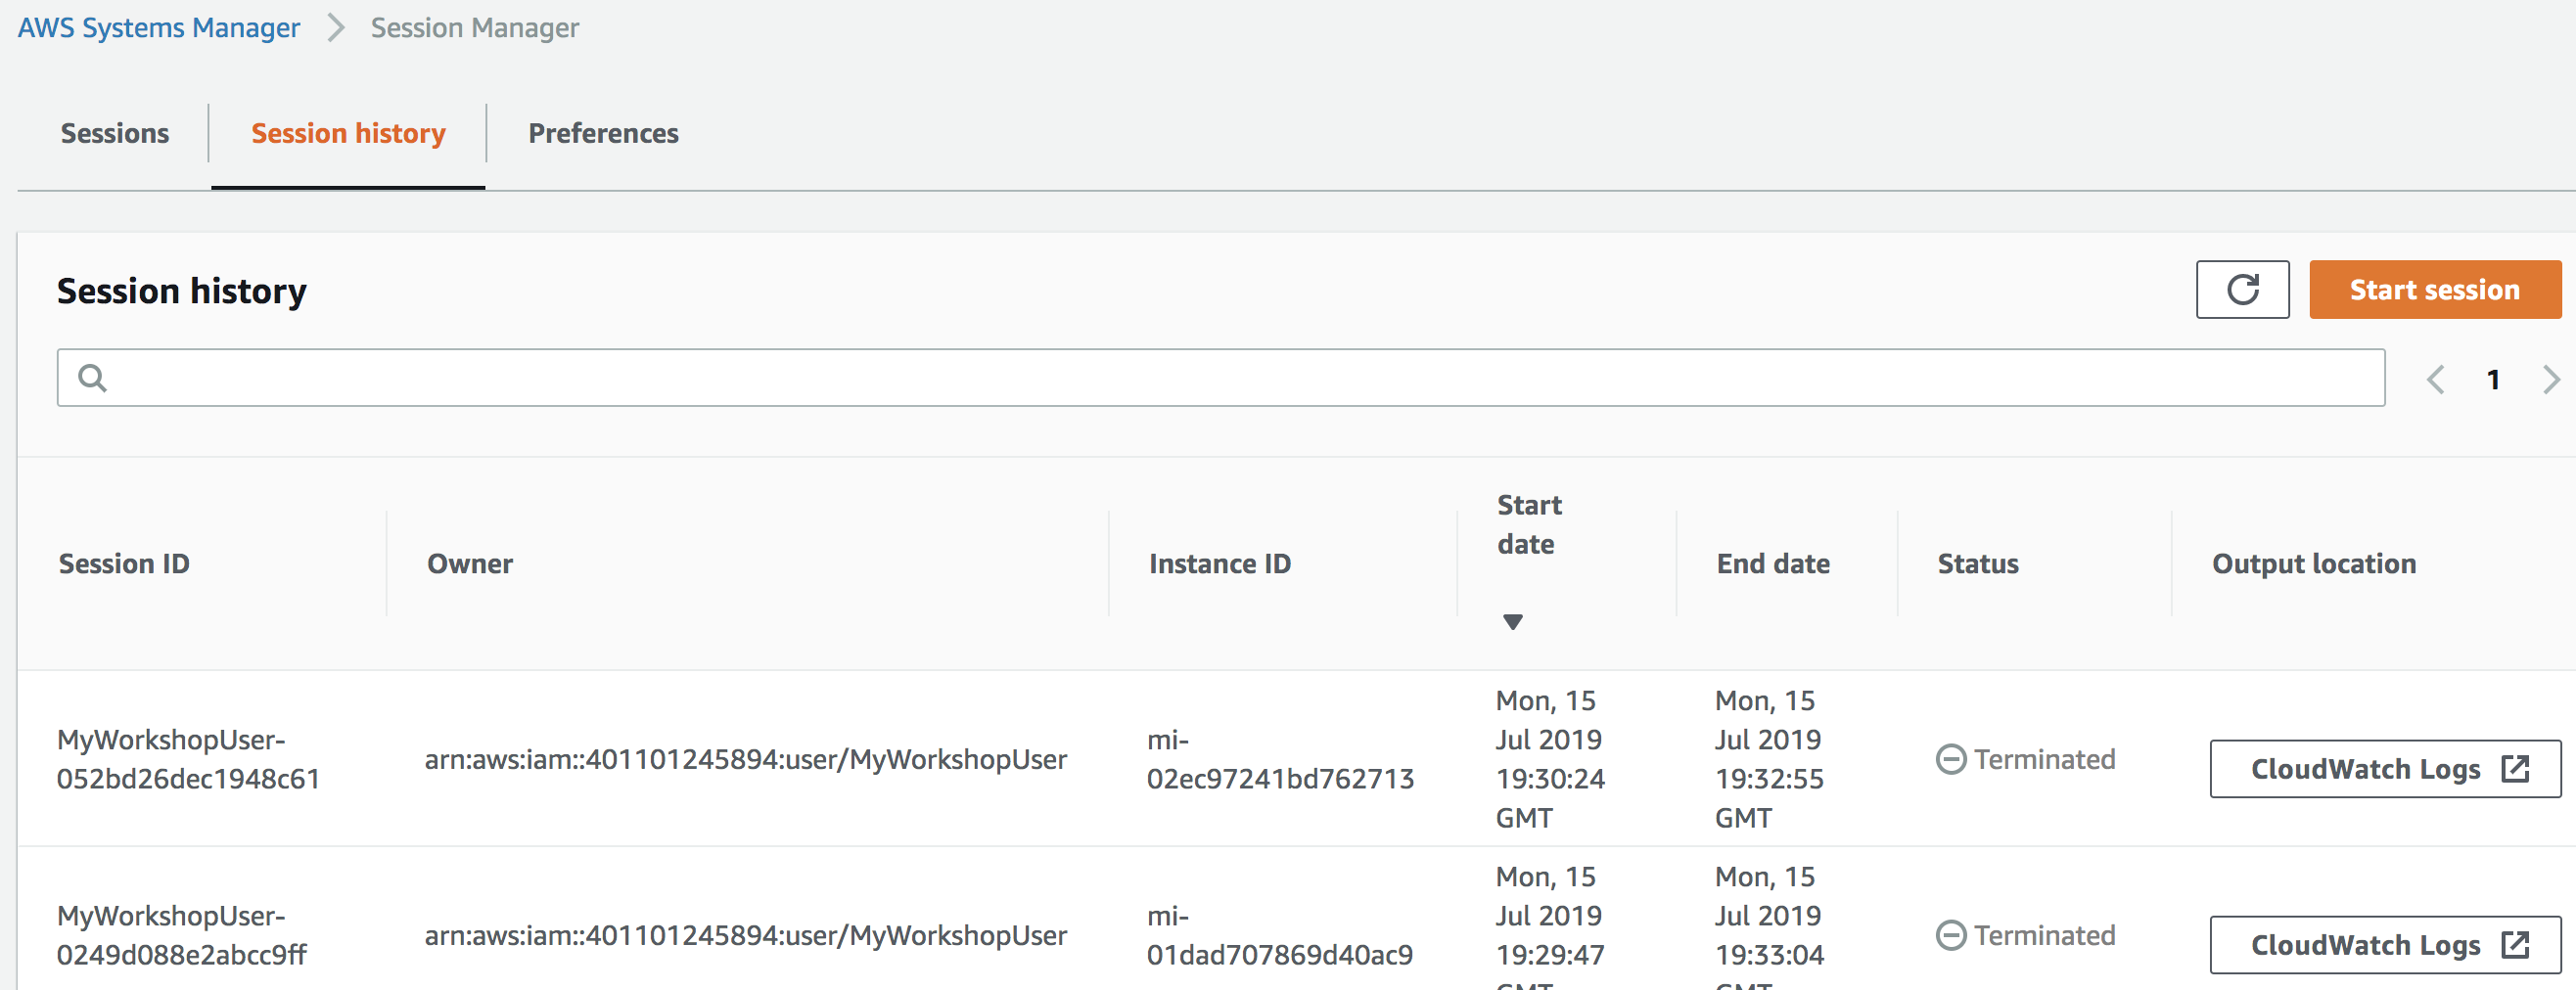 AWS Systems Manager > Session Manager
Sessions
Session history
Preferences
Session history
Start session
1
Session ID
Owner
Instance ID
Start
date
End date
Status
Output location
MyWorkshopUser-
052bd26dec1948c61
arn:aws:iam::401101245894:user/MyWorkshopUser
mi-
02ec97241bd762713
Mon, 15
Jul 2019
19:30:24
GMT
Mon, 15
Jul 2019
19:32:55
GMT
Terminated
CloudWatch Logs
MyWorkshopUser-
0249d088e2abcc9ff
arn:aws:iam::401101245894:user/MyWorkshopUser
mi-
01dad707869d40ac9
Mon, 15
Jul 2019
19:29:47
GMT
Mon, 15
Jul 2019
19:33:04
GMT
Terminated
CloudWatch Logs